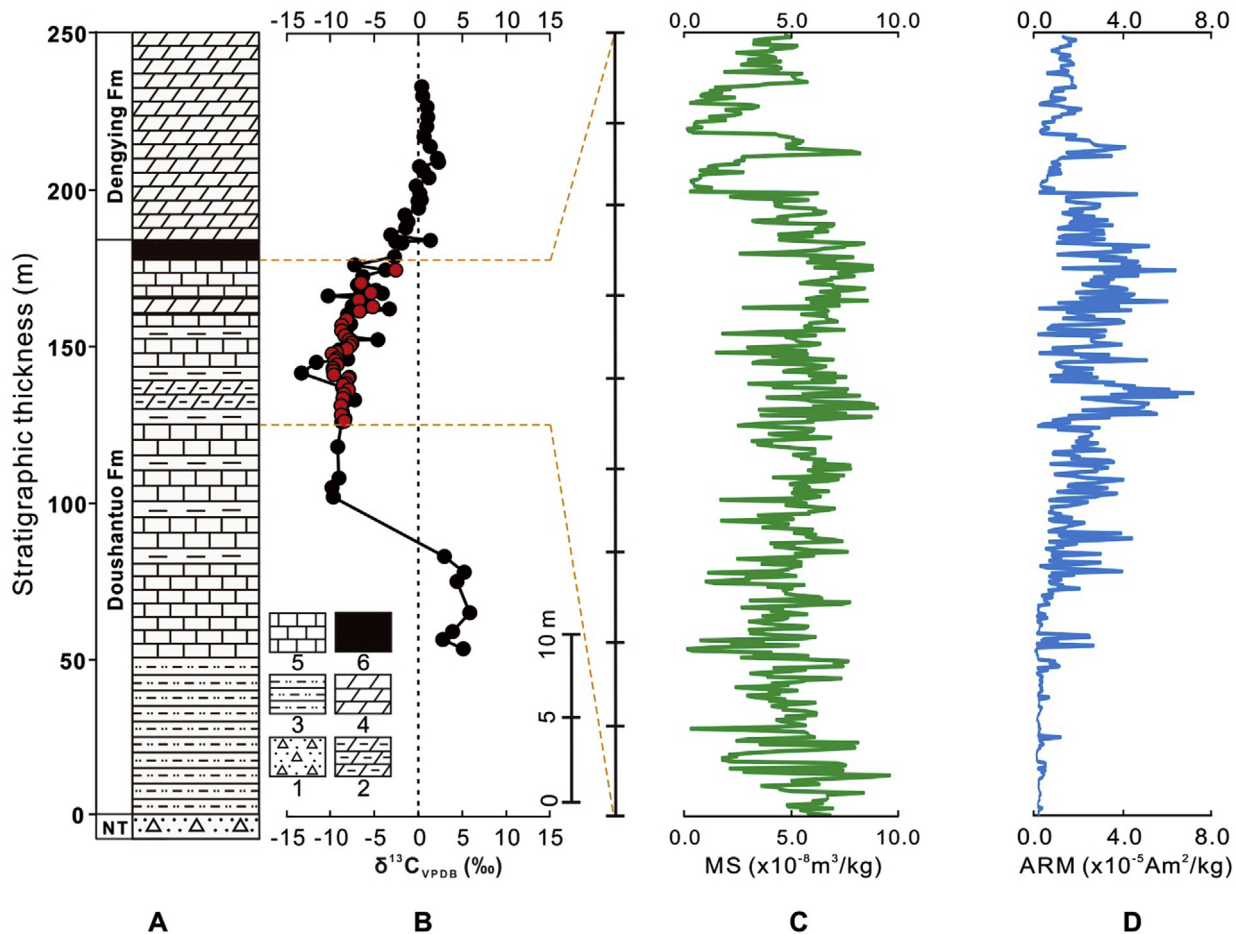 -15 -10 -5 0 5 10 15
0.0 5.0 10.0
0.0 4.0 8.0
Stratigraphic thickness (m)
250
200
150
100
50
0
Dengying Fm
Doushantuo Fm
NT
5 6
3 4
1 2
10 m
5
0
-15 -10 -5 0 5 10 15
δ¹³C_VPDB (‰)
0.0 5.0 10.0
MS (x10⁻⁸m³/kg)
0.0 4.0 8.0
ARM (x10⁻⁵Am²/kg)
A B C D